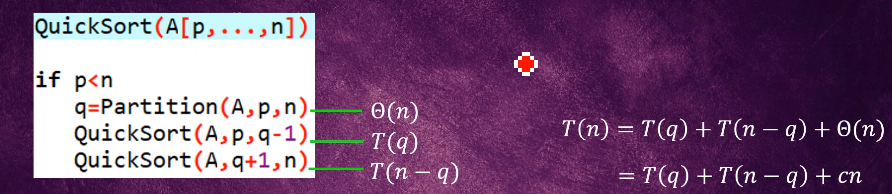 QuickSort(A[p,...,n])
if p<n
q=Partition(A,p,n) Θ(n)
QuickSort(A,p,q-1) T(q)
QuickSort(A,q+1,n) T(n − q)
T(n) = T(q) + T(n − q) + Θ(n)
= T(q) + T(n − q) + cn